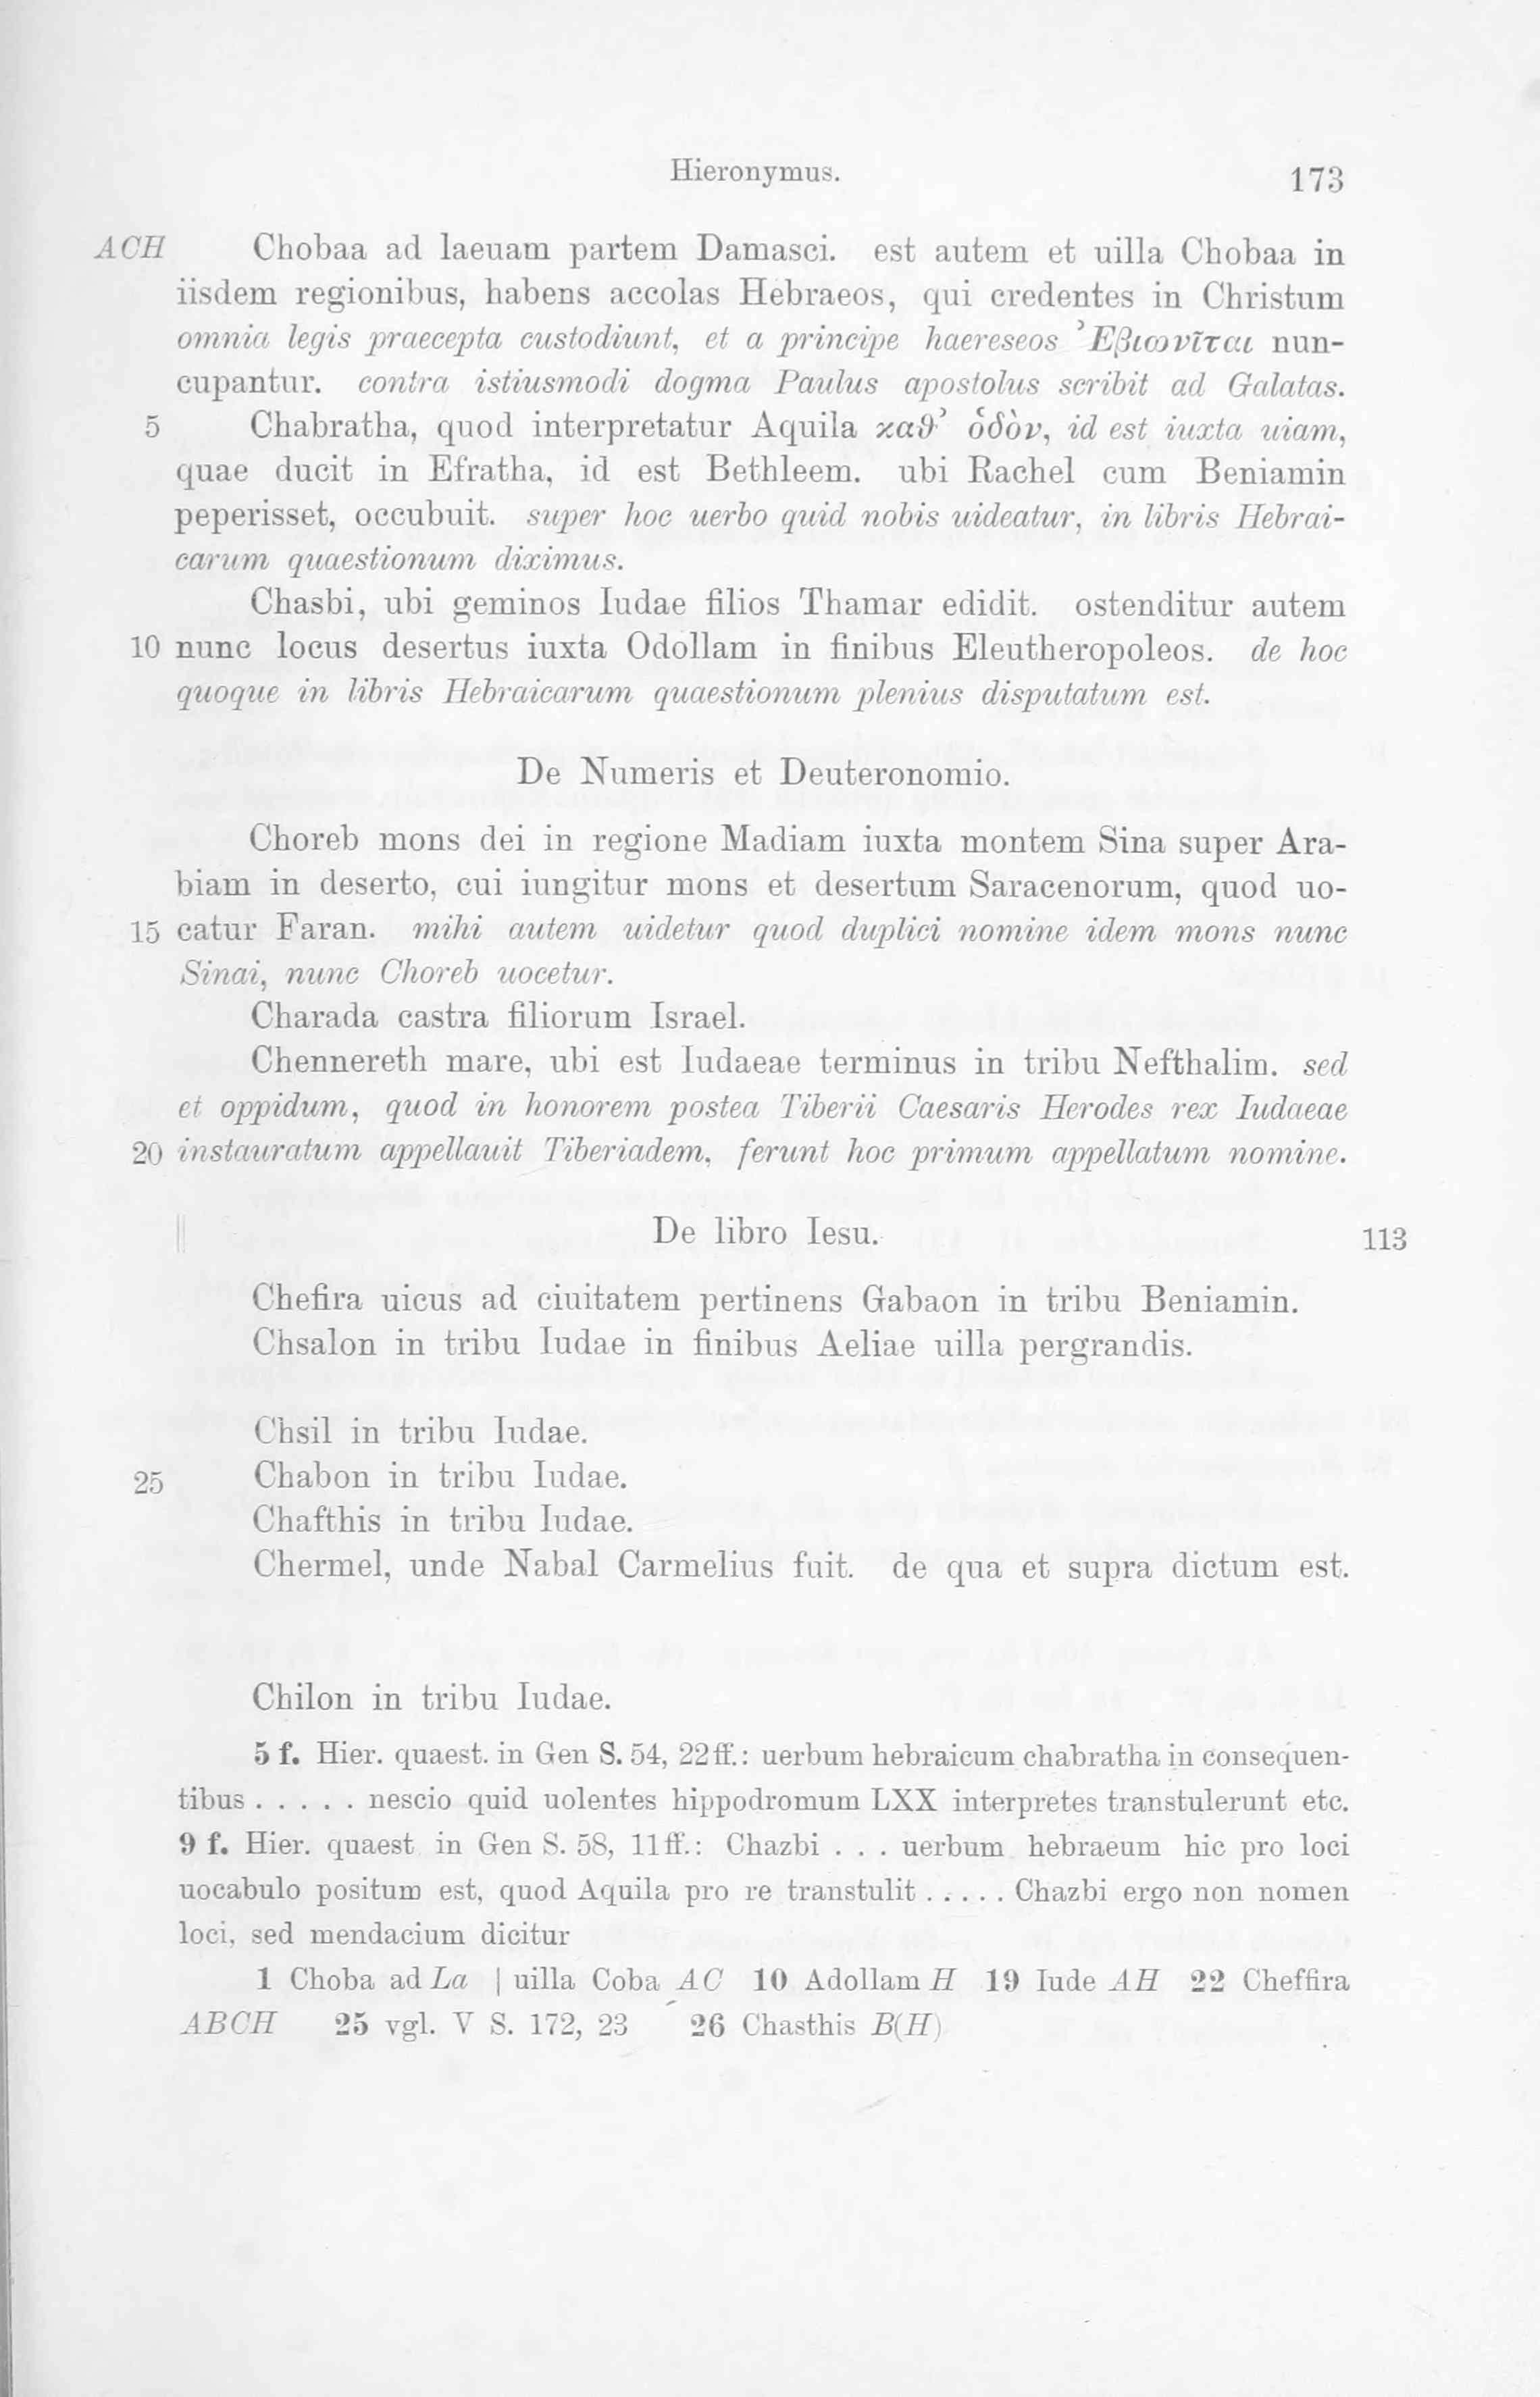 Hieronymus. 173
ACH Chobaa ad laeuam partem Damasci. est autem et uilla Chobaa in
iisdem regionibus, habens accolas Hebraeos, qui credentes in Christum
omnia legis praecepta custodiunt, et a principe haereseos Ἐβιωνῖται nun-
cupantur. contra istiusmodi dogma Paulus apostolus scribit ad Galatas.
5 Chabratha, quod interpretatur Aquila καθ' ὁδὸν, id est iuxta uiam,
quae ducit in Efratha, id est Bethleem. ubi Rachel cum Beniamin
peperisset, occubuit. super hoc uerbo quid nobis uideatur, in libris Hebrai-
carum quaestionum diximus.
Chasbi, ubi geminos Iudae filios Thamar edidit. ostenditur autem
10 nunc locus desertus iuxta Odollam in finibus Eleutheropoleos. de hoc
quoque in libris Hebraicarum quaestionum plenius disputatum est.
De Numeris et Deuteronomio.
Choreb mons dei in regione Madiam iuxta montem Sina super Ara-
biam in deserto, cui iungitur mons et desertum Saracenorum, quod uo-
15 catur Faran. mihi autem uidetur quod duplici nomine idem mons nunc
Sinai, nunc Choreb uocetur.
Charada castra filiorum Israel.
Chennereth mare, ubi est Iudaeae terminus in tribu Nefthalim. sed
et oppidum, quod in honorem postea Tiberii Caesaris Herodes rex Iudaeae
20 instauratum appellauit Tiberiadem, ferunt hoc primum appellatum nomine.
|| De libro Iesu. 113
Chefira uicus ad ciuitatem pertinens Gabaon in tribu Beniamin.
Chsalon in tribu Iudae in finibus Aeliae uilla pergrandis.
Chsil in tribu Iudae.
25 Chabon in tribu Iudae.
Chafthis in tribu Iudae.
Chermel, unde Nabal Carmelius fuit. de qua et supra dictum est.
Chilon in tribu Iudae.
5 f. Hier. quaest. in Gen S. 54, 22 ff.: uerbum hebraicum chabratha in consequen-
tibus . . . . . nescio quid uolentes hippodromum LXX interpretes transtulerunt etc.
9 f. Hier. quaest in Gen S. 58, 11 ff.: Chazbi . . . uerbum hebraeum hic pro loci
uocabulo positum est, quod Aquila pro re transtulit . . . . . Chazbi ergo non nomen
loci, sed mendacium dicitur
1 Choba ad La | uilla Coba AC 10 Adollam H 19 Iude AH 22 Cheffira
ABCH 25 vgl. V S. 172, 23 26 Chasthis B(H)